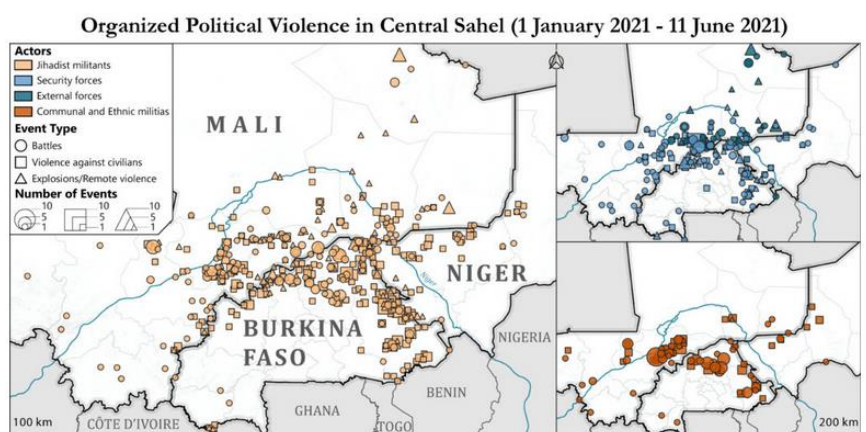 Organized Political Violence in Central Sahel (1 January 2021 - 11 June 2021)
Actors
Jihadist militants
Security forces
External forces
Communal and Ethnic militias
Event Type
Battles
Violence against civilians
Explosions/Remote violence
Number of Events
10
5
1
10
5
1
10
5
1
MALI
NIGER
Niger
BURKINA
FASO
NIGERIA
BENIN
GHANA
TOGO
CÔTE D'IVOIRE
100 km
200 km